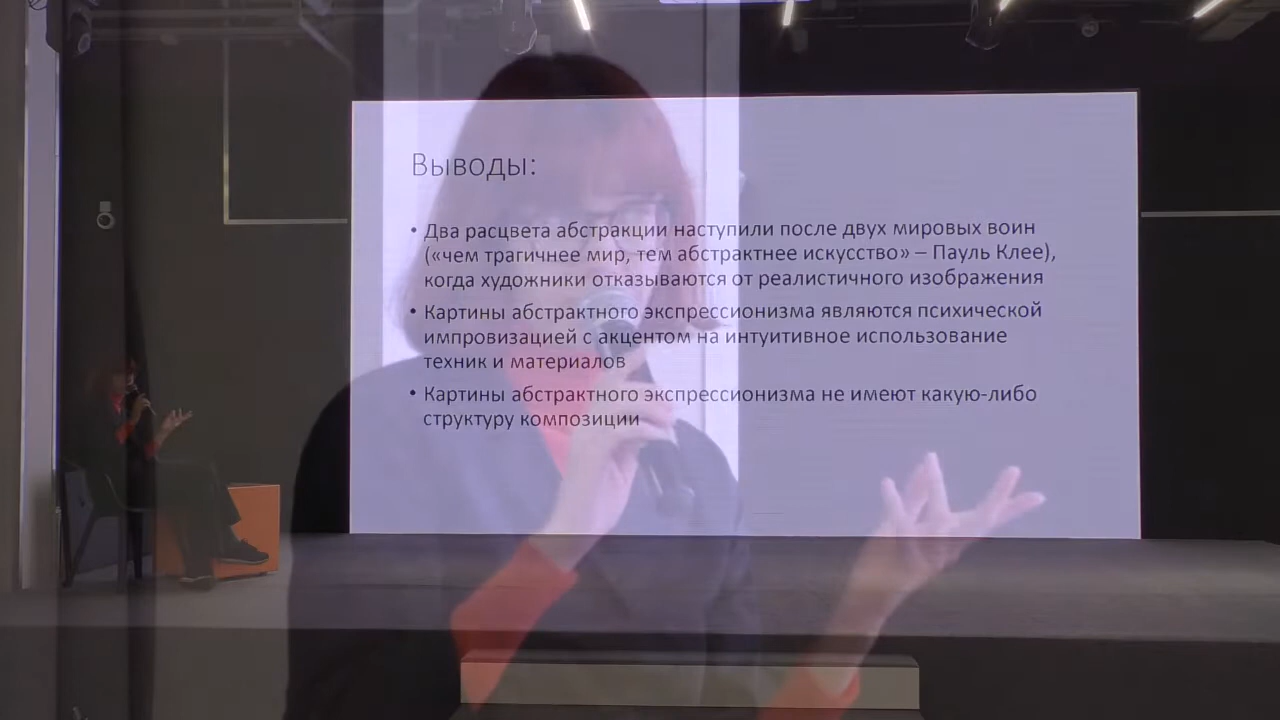 Выводы:
• Два расцвета абстракции наступили после двух мировых воин
(«чем трагичнее мир, тем абстрактнее искусство» – Пауль Клее),
когда художники отказываются от реалистичного изображения
• Картины абстрактного экспрессионизма являются психической
импровизацией с акцентом на интуитивное использование
техник и материалов
• Картины абстрактного экспрессионизма не имеют какую-либо
структуру композиции